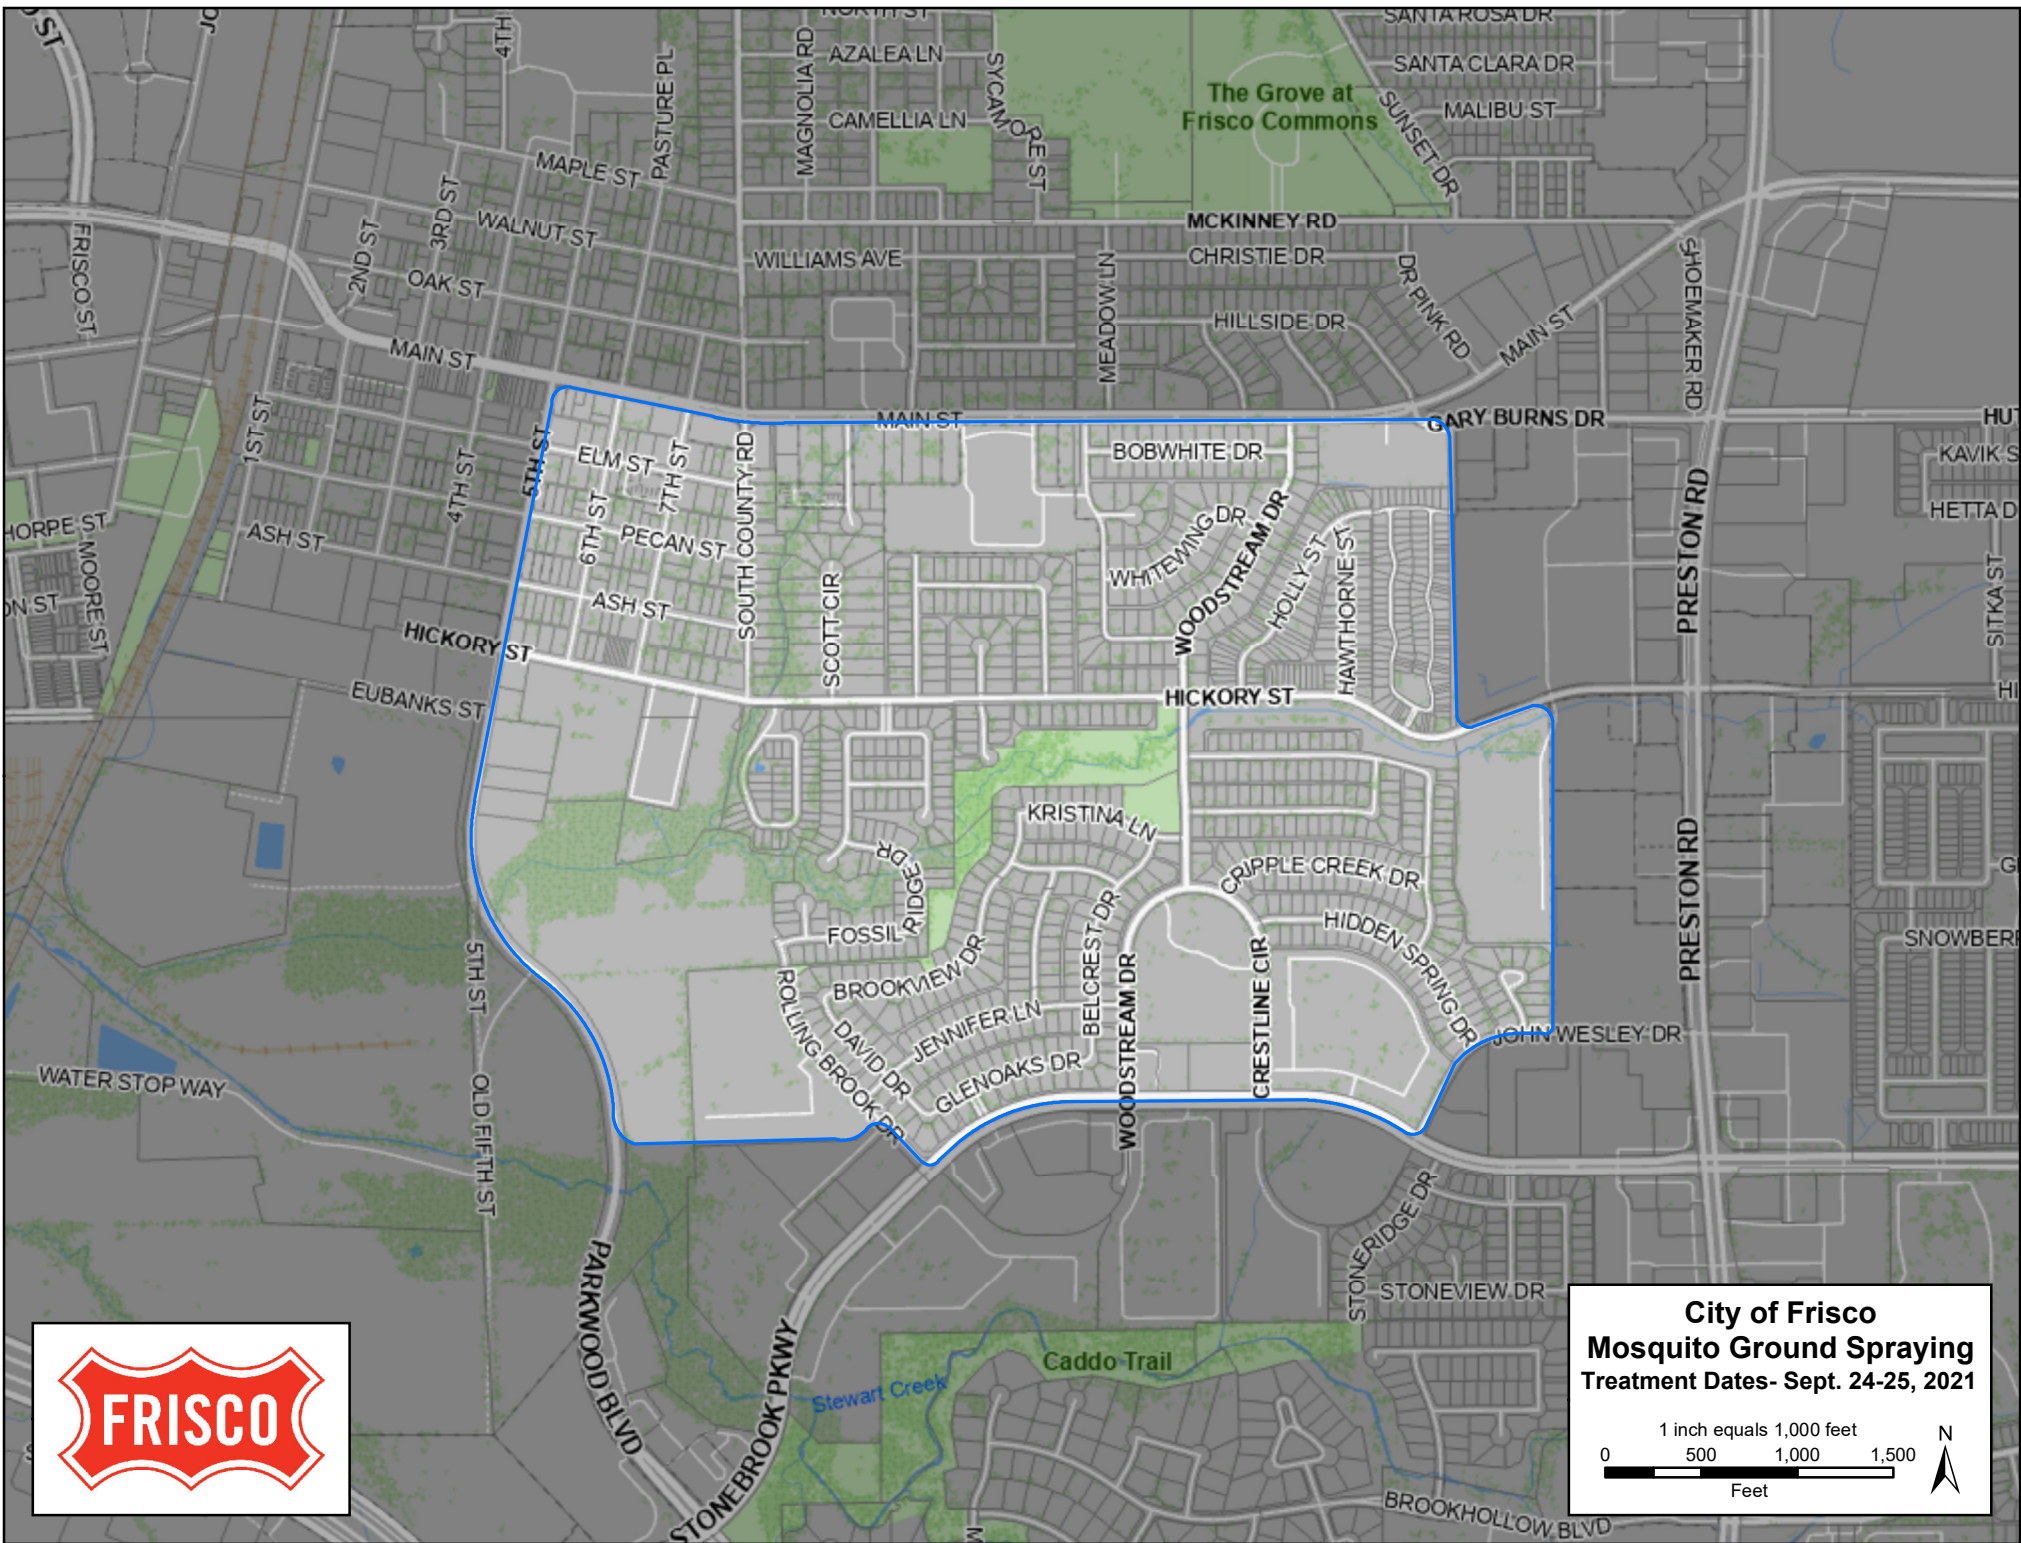 NORTH ST
SANTA ROSA DR
4TH
PASTURE PL
MAGNOLIA RD
AZALEA LN
SYCAMORE ST
SANTA CLARA DR
The Grove at
Frisco Commons
SUNSET DR
MALIBU ST
CAMELLIA LN
MAPLE ST
3RD ST
WALNUT ST
2ND ST
MCKINNEY RD
FRISCO ST
WILLIAMS AVE
MEADOW LN
CHRISTIE DR
DR PINK RD
SHOEMAKER RD
OAK ST
HILLSIDE DR
MAIN ST
MAIN ST
MAIN ST
GARY BURNS DR
HUT
1ST ST
4TH ST
5TH ST
ELM ST
7TH ST
SOUTH COUNTY RD
BOBWHITE DR
KAVIK S
PRESTON RD
HETTA D
HORPE ST
MOORE ST
ASH ST
6TH ST
PECAN ST
WHITEWING DR
WOODSTREAM DR
HOLLY ST
HAWTHORNE ST
ON ST
ASH ST
SCOTT CIR
SITKA ST
HICKORY ST
EUBANKS ST
HICKORY ST
HI
KRISTINA LN
PRESTON RD
RIDGE DR
CRIPPLE CREEK DR
FOSSIL
BELCREST DR
HIDDEN SPRING DR
SNOWBER
5TH ST
ROLLING BROOK DR
BROOKVIEW DR
WOODSTREAM DR
CRESTLINE CIR
DAVID DR
JENNIFER LN
JOHN WESLEY DR
WATER STOP WAY
OLD FIFTH ST
GLENOAKS DR
STONERIDGE DR
PARKWOOD BLVD
STONEVIEW DR
STONEBROOK PKWY
Caddo Trail
Stewart Creek
BROOKHOLLOW BLVD
FRISCO
City of Frisco
Mosquito Ground Spraying
Treatment Dates- Sept. 24-25, 2021
1 inch equals 1,000 feet
N
0 500 1,000 1,500
Feet